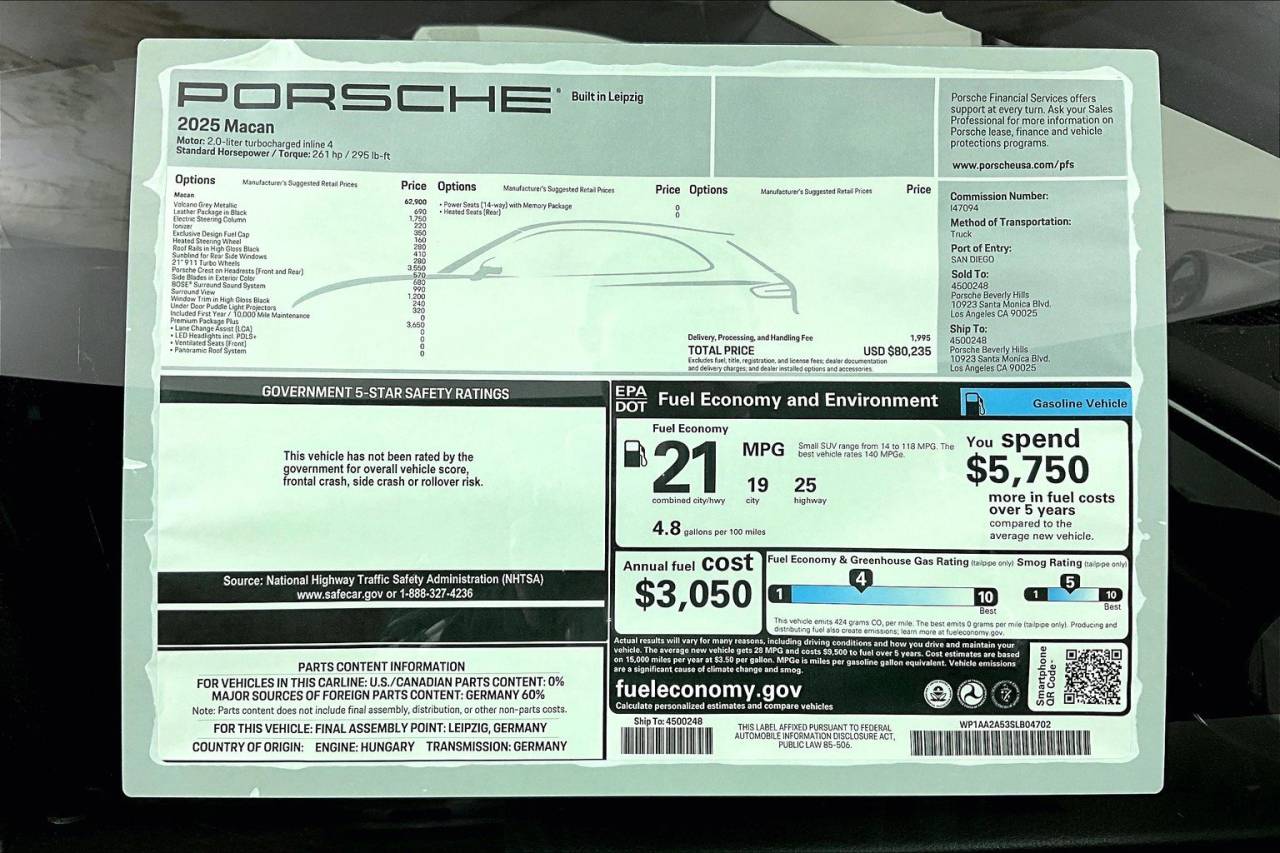 PORSCHE® Built in Leipzig
2025 Macan
Motor: 2.0-liter turbocharged inline 4
Standard Horsepower / Torque: 261 hp / 295 lb-ft
Porsche Financial Services offers
support at every turn. Ask your Sales
Professional for more information on
Porsche lease, finance and vehicle
protections programs.
www.porscheusa.com/pfs
Options Manufacturer's Suggested Retail Prices Price
Macan 62,900
Volcano Grey Metallic 690
Leather Package in Black 1,750
Electric Steering Column 220
Ionizer 350
Exclusive Design Fuel Cap 160
Heated Steering Wheel 280
Roof Rails in High Gloss Black 410
Sunblind for Rear Side Windows 280
21" 911 Turbo Wheels 3,550
Porsche Crest on Headrests (Front and Rear) 570
Side Blades in Exterior Color 680
BOSE® Surround Sound System 990
Surround View 1,200
Window Trim in High Gloss Black 240
Under Door Puddle Light Projectors 320
Included First Year / 10,000 Mile Maintenance 0
Premium Package Plus 3,650
• Lane Change Assist (LCA) 0
• LED Headlights incl. PDLS+ 0
• Ventilated Seats (Front) 0
• Panoramic Roof System 0
Options Manufacturer's Suggested Retail Prices Price
• Power Seats (14-way) with Memory Package 0
• Heated Seats (Rear) 0
Options Manufacturer's Suggested Retail Prices Price
Delivery, Processing, and Handling Fee 1,995
TOTAL PRICE USD $80,235
Excludes fuel, title, registration, and license fees; dealer documentation
and delivery charges; and dealer installed options and accessories.
Commission Number:
I47094
Method of Transportation:
Truck
Port of Entry:
SAN DIEGO
Sold To:
4500248
Porsche Beverly Hills
10923 Santa Monica Blvd.
Los Angeles CA 90025
Ship To:
4500248
Porsche Beverly Hills
10923 Santa Monica Blvd.
Los Angeles CA 90025
GOVERNMENT 5-STAR SAFETY RATINGS
This vehicle has not been rated by the
government for overall vehicle score,
frontal crash, side crash or rollover risk.
Source: National Highway Traffic Safety Administration (NHTSA)
www.safecar.gov or 1-888-327-4236
PARTS CONTENT INFORMATION
FOR VEHICLES IN THIS CARLINE: U.S./CANADIAN PARTS CONTENT: 0%
MAJOR SOURCES OF FOREIGN PARTS CONTENT: GERMANY 60%
Note: Parts content does not include final assembly, distribution, or other non-parts costs.
FOR THIS VEHICLE: FINAL ASSEMBLY POINT: LEIPZIG, GERMANY
COUNTRY OF ORIGIN: ENGINE: HUNGARY TRANSMISSION: GERMANY
EPA
DOT
Fuel Economy and Environment
Gasoline Vehicle
Fuel Economy
21 MPG
combined city/hwy
19 city
25 highway
4.8 gallons per 100 miles
Small SUV range from 14 to 118 MPG. The
best vehicle rates 140 MPGe.
You spend
$5,750
more in fuel costs
over 5 years
compared to the
average new vehicle.
Annual fuel cost
$3,050
Fuel Economy & Greenhouse Gas Rating (tailpipe only)
4
1 10
Best
Smog Rating (tailpipe only)
5
1 10
Best
This vehicle emits 424 grams CO₂ per mile. The best emits 0 grams per mile (tailpipe only). Producing and
distributing fuel also create emissions; learn more at fueleconomy.gov.
Actual results will vary for many reasons, including driving conditions and how you drive and maintain your
vehicle. The average new vehicle gets 28 MPG and costs $9,500 to fuel over 5 years. Cost estimates are based
on 15,000 miles per year at $3.50 per gallon. MPGe is miles per gasoline gallon equivalent. Vehicle emissions
are a significant cause of climate change and smog.
fueleconomy.gov
Calculate personalized estimates and compare vehicles
Smartphone
QR Code™
Ship To: 4500248
THIS LABEL AFFIXED PURSUANT TO FEDERAL
AUTOMOBILE INFORMATION DISCLOSURE ACT,
PUBLIC LAW 85-506.
WP1AA2A53SLB04702